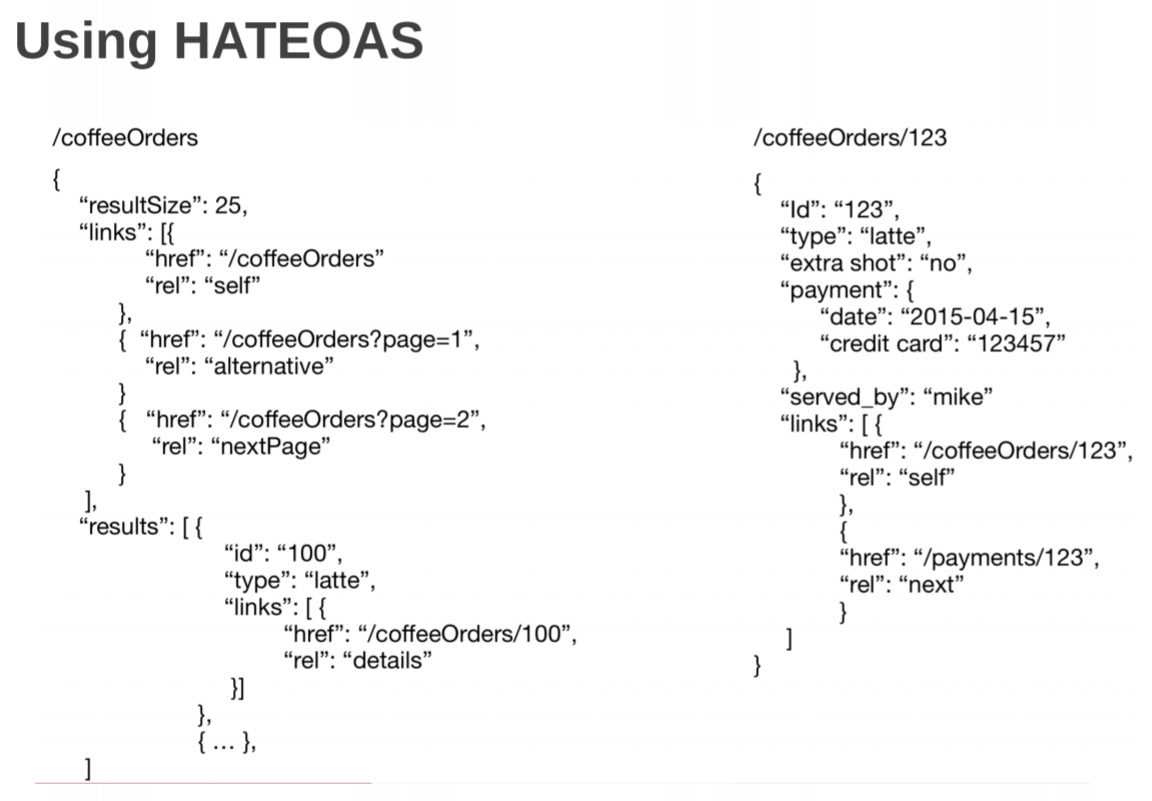 Using HATEOAS
/coffeeOrders
{
“resultSize”: 25,
“links”: [{
“href”: “/coffeeOrders”
“rel”: “self”
},
{ “href”: “/coffeeOrders?page=1”,
“rel”: “alternative”
}
{ “href”: “/coffeeOrders?page=2”,
“rel”: “nextPage”
}
],
“results”: [ {
“id”: “100”,
“type”: “latte”,
“links”: [ {
“href”: “/coffeeOrders/100”,
“rel”: “details”
}]
},
{ ... },
]
/coffeeOrders/123
{
“Id”: “123”,
“type”: “latte”,
“extra shot”: “no”,
“payment”: {
“date”: “2015-04-15”,
“credit card”: “123457”
},
“served_by”: “mike”
“links”: [ {
“href”: “/coffeeOrders/123”,
“rel”: “self”
},
{
“href”: “/payments/123”,
“rel”: “next”
}
]
}